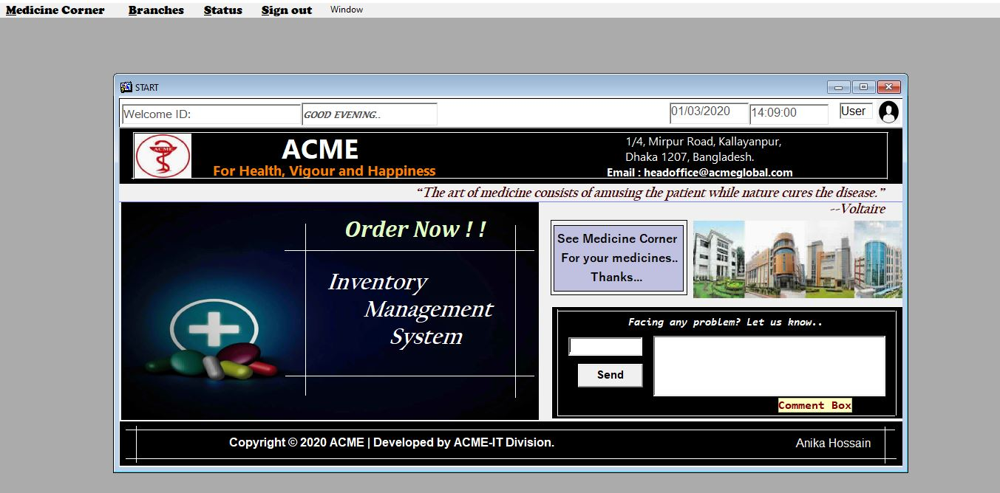 Medicine Corner Branches Status Sign out Window
START
Welcome ID: GOOD EVENING.. 01/03/2020 14:09:00 User
ACME
ACME
For Health, Vigour and Happiness
1/4, Mirpur Road, Kallayanpur,
Dhaka 1207, Bangladesh.
Email : headoffice@acmeglobal.com
“The art of medicine consists of amusing the patient while nature cures the disease.”
--Voltaire
Order Now ! !
Inventory
Management
System
See Medicine Corner
For your medicines..
Thanks...
Facing any problem? Let us know..
Send
Comment Box
Copyright © 2020 ACME | Developed by ACME-IT Division.
Anika Hossain